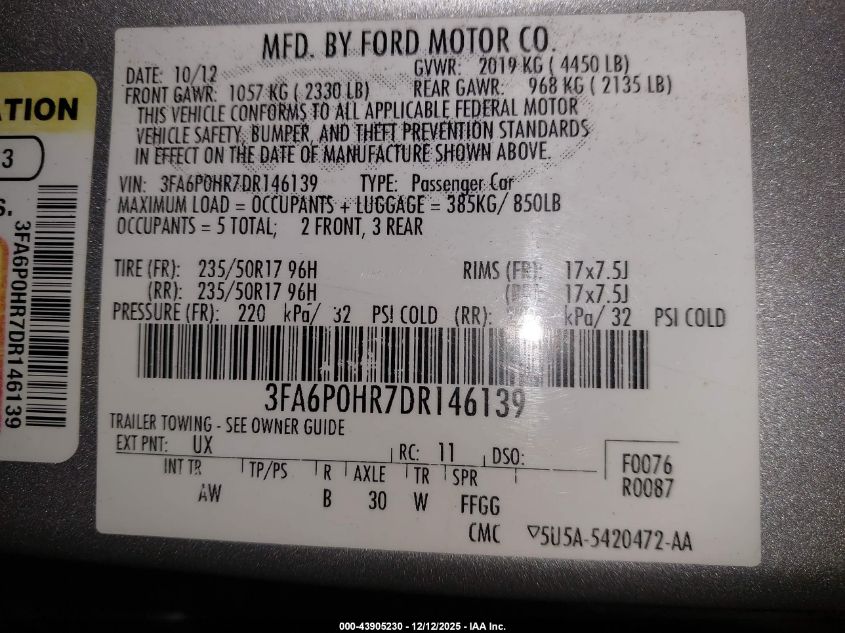 MFD. BY FORD MOTOR CO.
DATE: 10/12 GVWR: 2019 KG ( 4450 LB)
FRONT GAWR: 1057 KG ( 2330 LB) REAR GAWR: 968 KG ( 2135 LB)
THIS VEHICLE CONFORMS TO ALL APPLICABLE FEDERAL MOTOR
VEHICLE SAFETY, BUMPER, AND THEFT PREVENTION STANDARDS
IN EFFECT ON THE DATE OF MANUFACTURE SHOWN ABOVE.
VIN: 3FA6P0HR7DR146139 TYPE: Passenger Car
MAXIMUM LOAD = OCCUPANTS + LUGGAGE = 385KG/ 850LB
OCCUPANTS = 5 TOTAL; 2 FRONT, 3 REAR
TIRE (FR): 235/50R17 96H RIMS (FR): 17x7.5J
(RR): 235/50R17 96H 17x7.5J
PRESSURE (FR): 220 kPa/ 32 PSI COLD (RR): kPa/ 32 PSI COLD
3FA6P0HR7DR146139
TRAILER TOWING - SEE OWNER GUIDE
EXT PNT: UX RC: 11 DSO:
INT TR TP/PS R AXLE TR SPR
AW B 30 W FFGG
F0076
R0087
CMC ▽5U5A-5420472-AA
ATION
3
S.
3FA6P0HR7DR146139
000-43905230 - 12/12/2025 - IAA Inc.